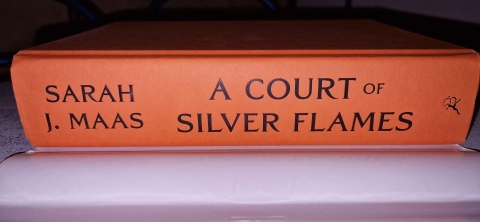 SARAH
J. MAAS
A COURT OF
SILVER FLAMES